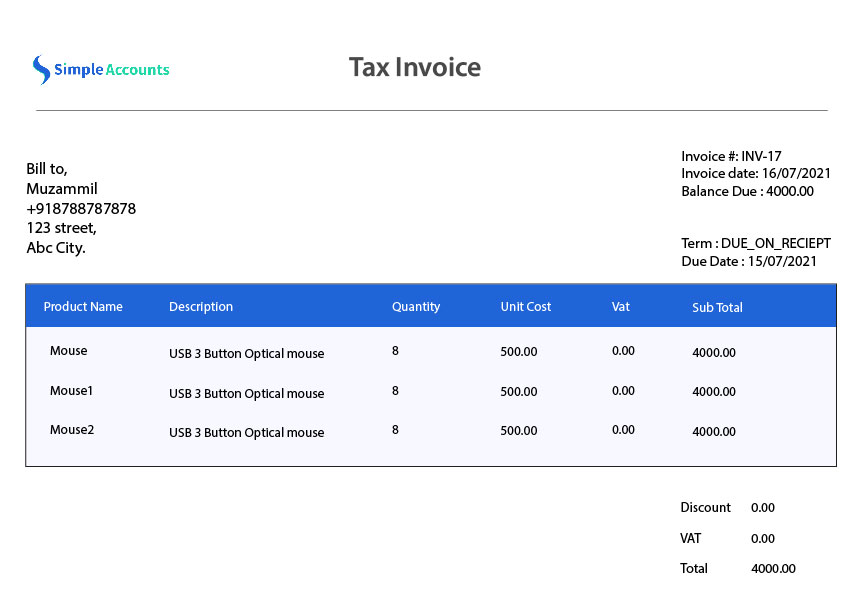 SimpleAccounts
Tax Invoice
Bill to,
Muzammil
+918788787878
123 street,
Abc City.
Invoice #: INV-17
Invoice date: 16/07/2021
Balance Due : 4000.00
Term : DUE_ON_RECIEPT
Due Date : 15/07/2021
Product Name Description Quantity Unit Cost Vat Sub Total
Mouse USB 3 Button Optical mouse 8 500.00 0.00 4000.00
Mouse1 USB 3 Button Optical mouse 8 500.00 0.00 4000.00
Mouse2 USB 3 Button Optical mouse 8 500.00 0.00 4000.00
Discount 0.00
VAT 0.00
Total 4000.00